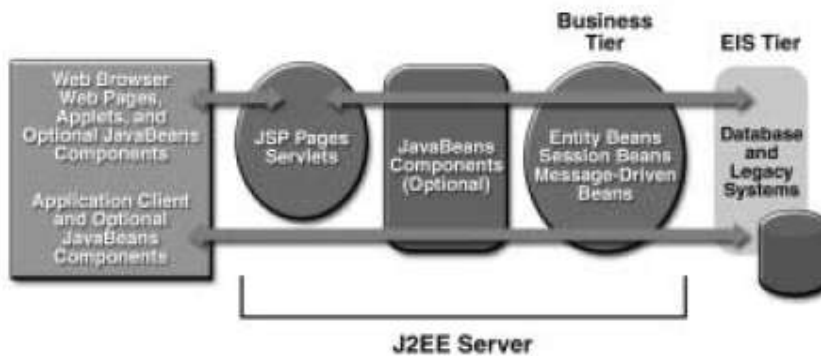 Business
Tier
EIS Tier
Web Browser
Web Pages,
Applets, and
Optional JavaBeans
Components
Application Client
and Optional
JavaBeans
Components
JSP Pages
Servlets
JavaBeans
Components
(Optional)
Entity Beans
Session Beans
Message-Driven
Beans
Database
and
Legacy
Systems
J2EE Server